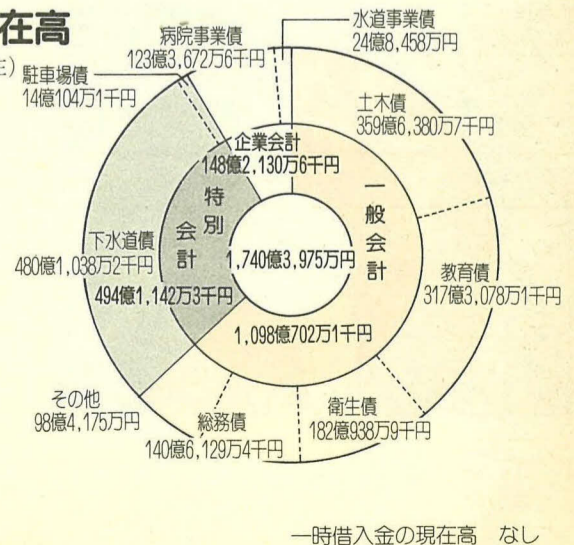 在高
病院事業債
123億3,672万6千円
水道事業債
24億8,458万円
駐車場債
14億104万1千円
土木債
359億6,380万7千円
企業会計
148億2,130万6千円
一般会計
特別会計
下水道債
480億1,038万2千円
494億1,142万3千円
1,740億3,975万円
教育債
317億3,078万1千円
1,098億702万1千円
その他
98億4,175万円
総務債
140億6,129万4千円
衛生債
182億938万9千円
一時借入金の現在高 なし